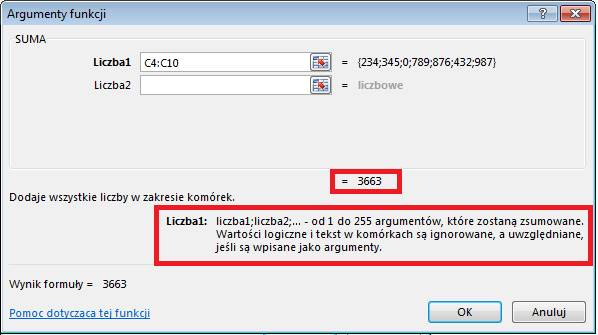 Argumenty funkcji
SUMA
Liczba1 C4:C10 = {234;345;0;789;876;432;987}
Liczba2 = liczbowe
= 3663
Dodaje wszystkie liczby w zakresie komórek.
Liczba1: liczba1;liczba2;... - od 1 do 255 argumentów, które zostaną zsumowane.
Wartości logiczne i tekst w komórkach są ignorowane, a uwzględniane,
jeśli są wpisane jako argumenty.
Wynik formuły = 3663
Pomoc dotycząca tej funkcji
OK Anuluj